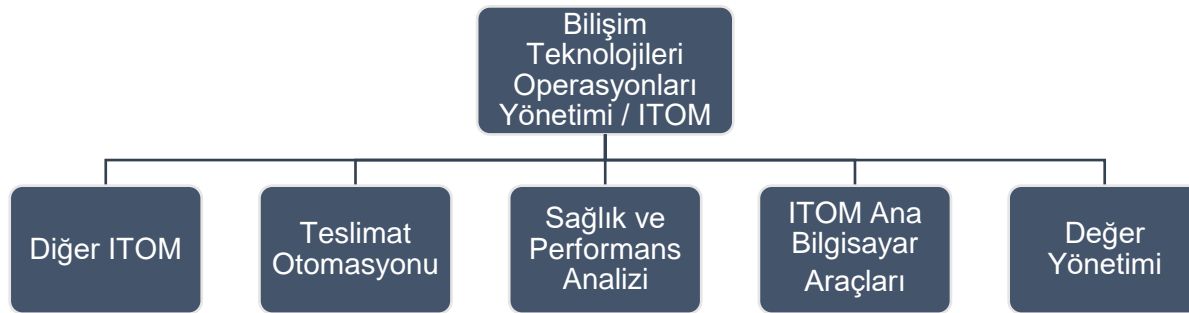 Bilişim
Teknolojileri
Operasyonları
Yönetimi / ITOM
Diğer ITOM
Teslimat
Otomasyonu
Sağlık ve
Performans
Analizi
ITOM Ana
Bilgisayar
Araçları
Değer
Yönetimi